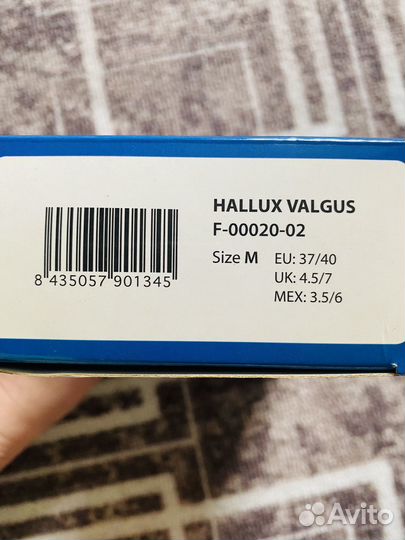 HALLUX VALGUS
F-00020-02
Size M EU: 37/40
UK: 4.5/7
MEX: 3.5/6
8 435057 901345
Avito